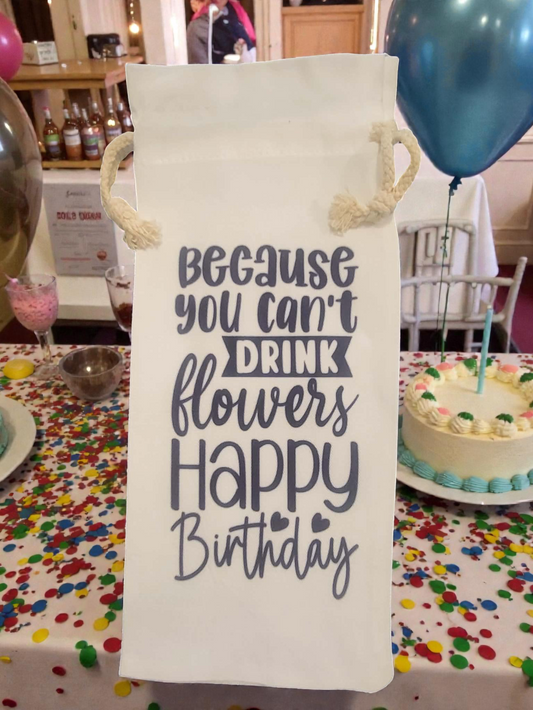 BECAUSE
you can't
DRINK
flowers
HAPPY
Birthday